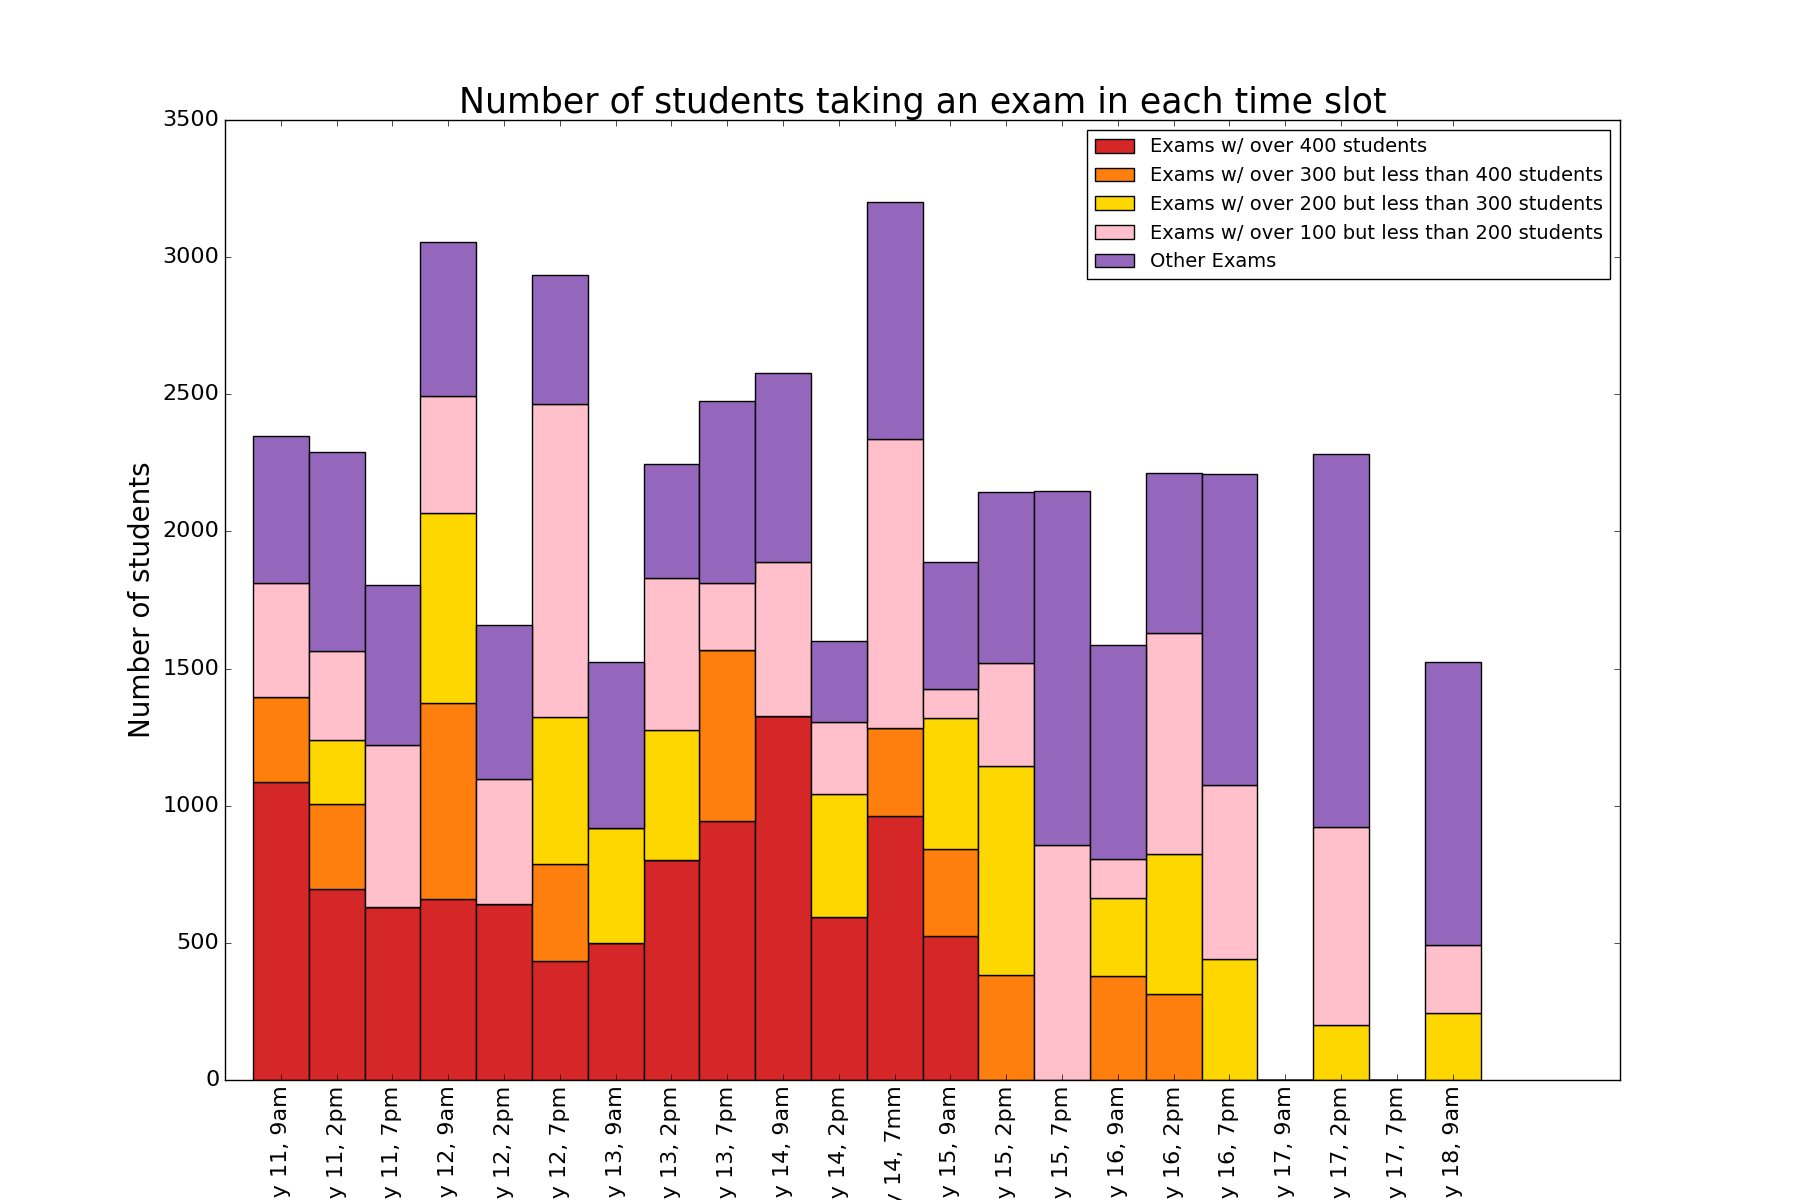 Number of students taking an exam in each time slot
Exams w/ over 400 students
Exams w/ over 300 but less than 400 students
Exams w/ over 200 but less than 300 students
Exams w/ over 100 but less than 200 students
Other Exams
Number of students
3500
3000
2500
2000
1500
1000
500
0
y 11, 9am
y 11, 2pm
y 11, 7pm
y 12, 9am
y 12, 2pm
y 12, 7pm
y 13, 9am
y 13, 2pm
y 13, 7pm
y 14, 9am
y 14, 2pm
y 14, 7mm
y 15, 9am
y 15, 2pm
y 15, 7pm
y 16, 9am
y 16, 2pm
y 16, 7pm
y 17, 9am
y 17, 2pm
y 17, 7pm
y 18, 9am